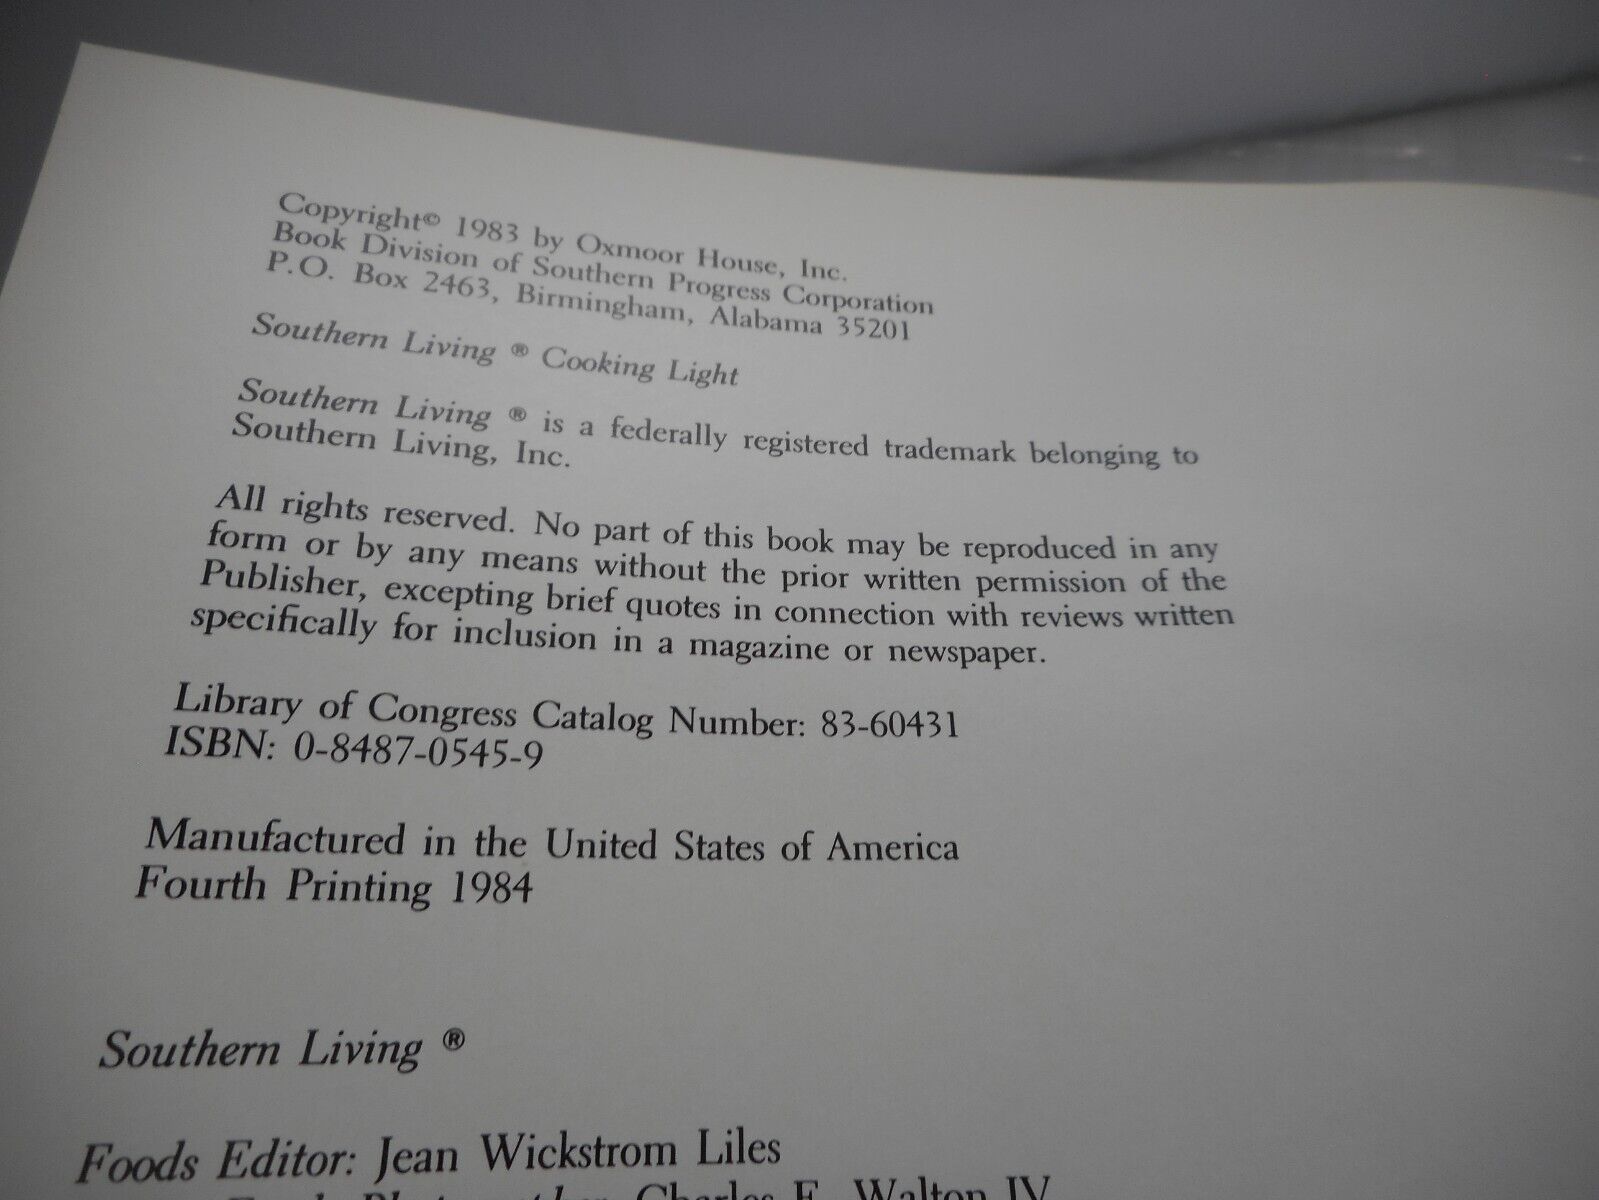 Copyright© 1983 by Oxmoor House, Inc.
Book Division of Southern Progress Corporation
P.O. Box 2463, Birmingham, Alabama 35201
Southern Living ® Cooking Light
Southern Living ® is a federally registered trademark belonging to
Southern Living, Inc.
All rights reserved. No part of this book may be reproduced in any
form or by any means without the prior written permission of the
Publisher, excepting brief quotes in connection with reviews written
specifically for inclusion in a magazine or newspaper.
Library of Congress Catalog Number: 83-60431
ISBN: 0-8487-0545-9
Manufactured in the United States of America
Fourth Printing 1984
Southern Living ®
Foods Editor: Jean Wickstrom Liles
Charles E. Walton IV